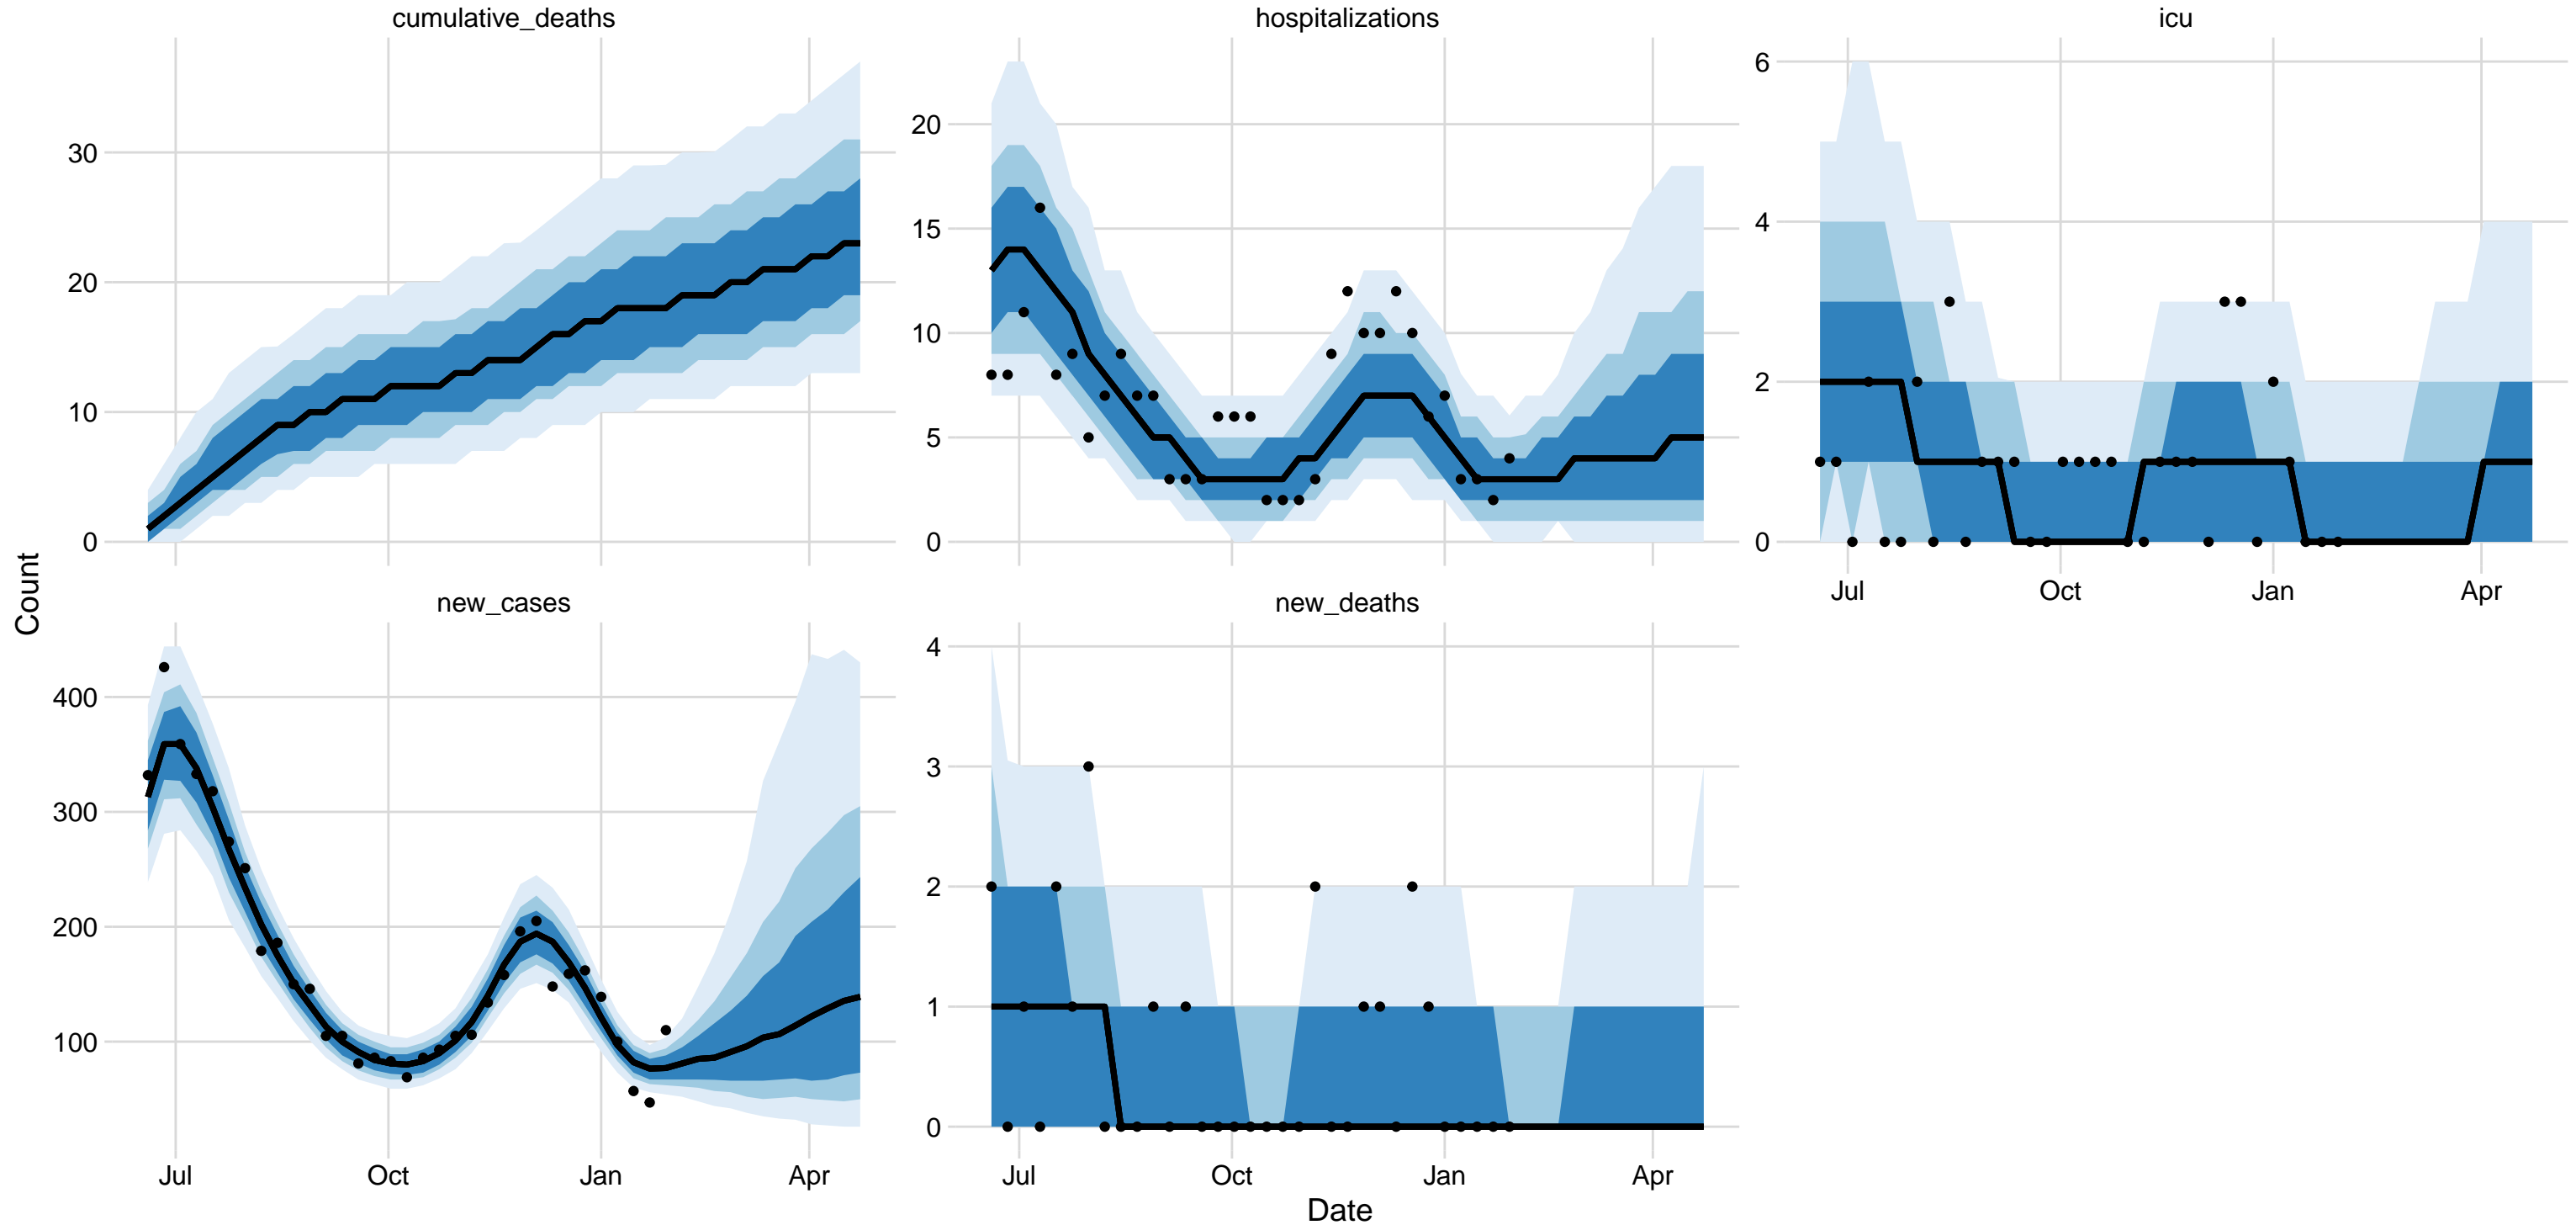 cumulative_deaths
hospitalizations
icu
30
20
10
0
20
15
10
5
0
6
4
2
0
Jul Oct Jan Apr
Count
new_cases
new_deaths
400
300
200
100
4
3
2
1
0
Jul Oct Jan Apr
Jul Oct Jan Apr
Date